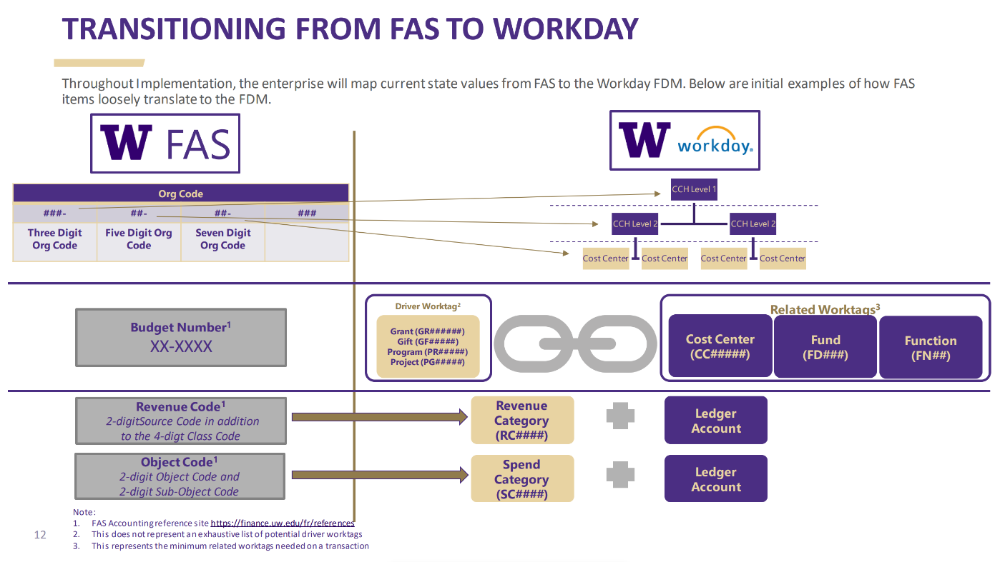 TRANSITIONING FROM FAS TO WORKDAY
Throughout Implementation, the enterprise will map current state values from FAS to the Workday FDM. Below are initial examples of how FAS
items loosely translate to the FDM.
W FAS
W workday.
Org Code
###- ##- ##- ###
Three Digit
Org Code
Five Digit Org
Code
Seven Digit
Org Code
CCH Level 1
CCH Level 2 CCH Level 2
Cost Center Cost Center Cost Center Cost Center
Budget Number1
XX-XXXX
Driver Worktag2
Grant (GR######)
Gift (GF######)
Program (PR#####)
Project (PG#####)
Related Worktags3
Cost Center
(CC#####)
Fund
(FD###)
Function
(FN##)
Revenue Code1
2-digitSource Code in addition
to the 4-digt Class Code
Revenue
Category
(RC####)
Ledger
Account
Object Code1
2-digit Object Code and
2-digit Sub-Object Code
Spend
Category
(SC####)
Ledger
Account
Note:
1. FAS Accounting reference site https://finance.uw.edu/fr/references
2. This does not represent an exhaustive list of potential driver worktags
3. This represents the minimum related worktags needed on a transaction
12